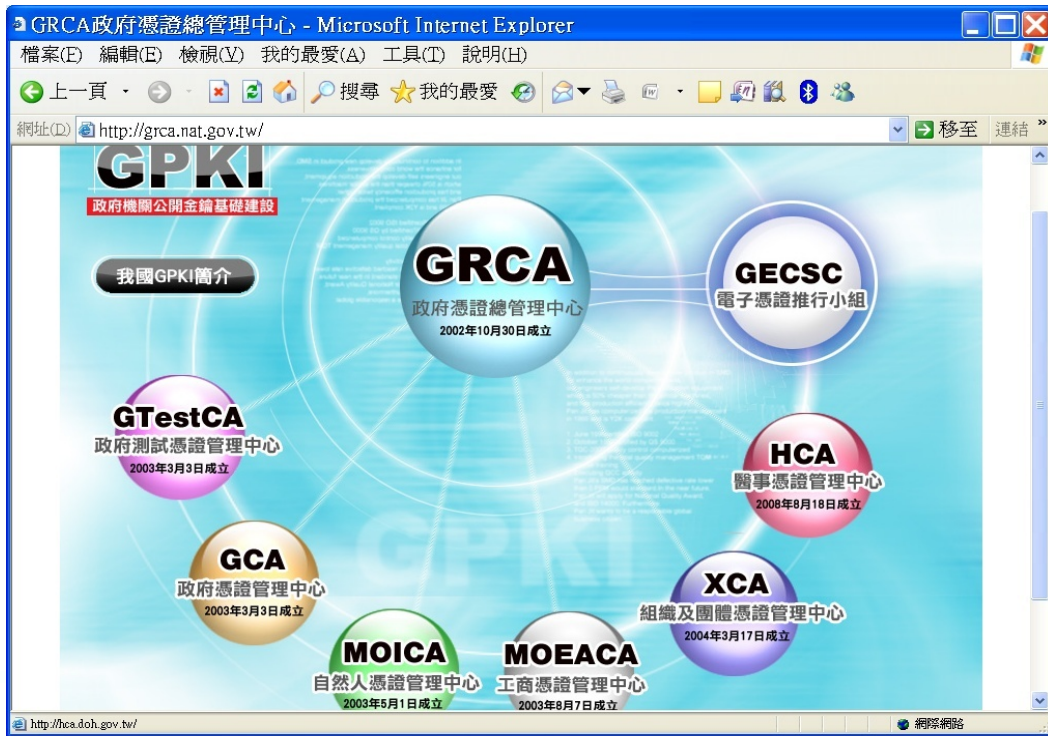 GRCA政府憑證總管理中心 - Microsoft Internet Explorer
檔案(F) 編輯(E) 檢視(V) 我的最愛(A) 工具(T) 說明(H)
上一頁 搜尋 我的最愛
網址(D) http://grca.nat.gov.tw/ 移至 連結 »
GPKI
政府機關公開金鑰基礎建設
我國GPKI簡介
GRCA
政府憑證總管理中心
2002年10月30日成立
GECSC
電子憑證推行小組
GTestCA
政府測試憑證管理中心
2003年3月3日成立
HCA
醫事憑證管理中心
2008年8月18日成立
GCA
政府憑證管理中心
2003年3月3日成立
XCA
組織及團體憑證管理中心
2004年3月17日成立
MOICA
自然人憑證管理中心
2003年5月1日成立
MOEACA
工商憑證管理中心
2003年8月7日成立
GPKI
http://hca.doh.gov.tw/ 網際網路